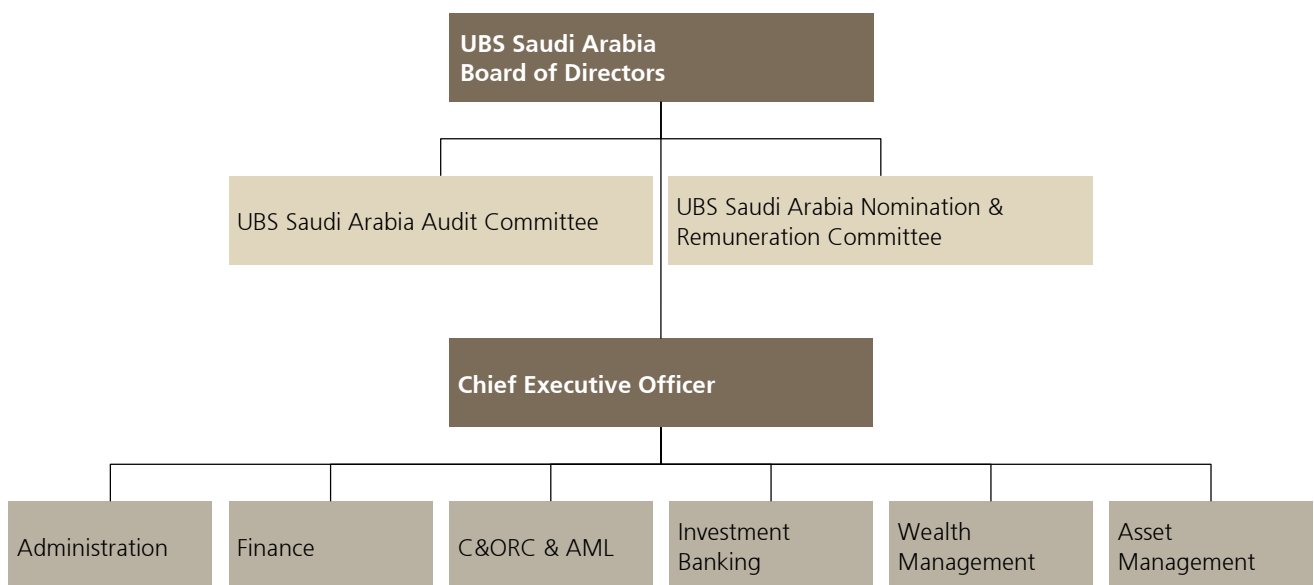 UBS Saudi Arabia
Board of Directors
UBS Saudi Arabia Audit Committee
UBS Saudi Arabia Nomination &
Remuneration Committee
Chief Executive Officer
Administration
Finance
C&ORC & AML
Investment
Banking
Wealth
Management
Asset
Management